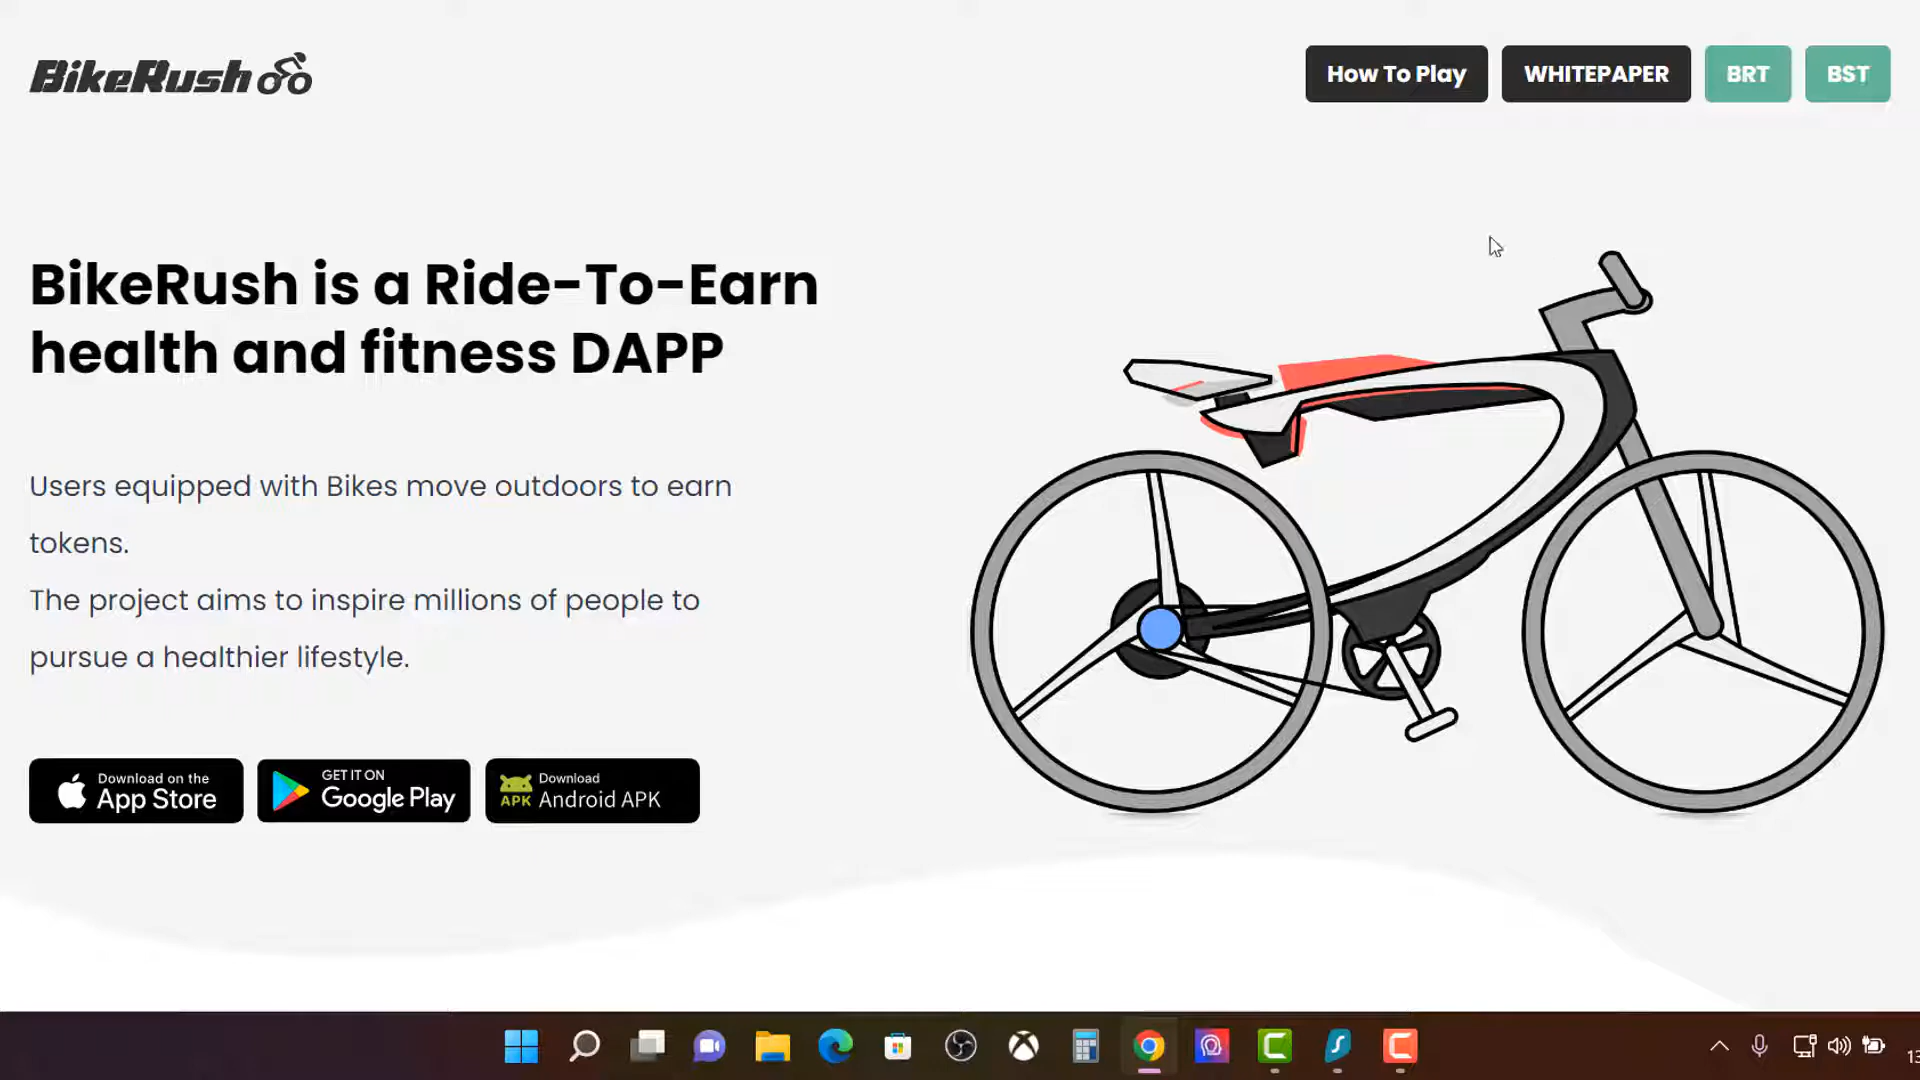 BikeRush
How To Play
WHITEPAPER
BRT
BST
BikeRush is a Ride-To-Earn
health and fitness DAPP
Users equipped with Bikes move outdoors to earn
tokens.
The project aims to inspire millions of people to
pursue a healthier lifestyle.
Download on the
App Store
GET IT ON
Google Play
APK
Download
Android APK
13